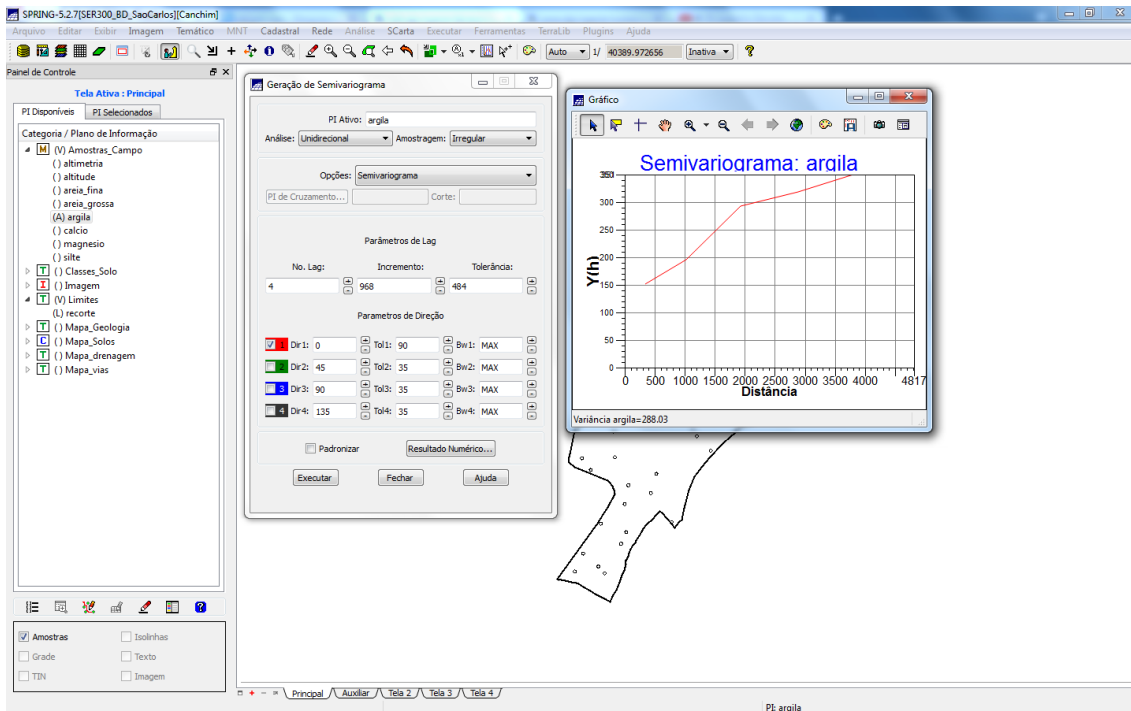 SPRING-5.2.7[SER300_BD_SaoCarlos][Canchim]
Arquivo Editar Exibir Imagem Temático MNT Cadastral Rede Análise SCarta Executar Ferramentas TerraLib Plugins Ajuda
Auto 1/ 40389.972656 Inativa
Painel de Controle
Tela Ativa : Principal
PI Disponíveis PI Selecionados
Categoria / Plano de Informação
M (V) Amostras_Campo
( ) altimetria
( ) altitude
( ) areia_fina
( ) areia_grossa
(A) argila
( ) calcio
( ) magnesio
( ) silte
T ( ) Classes_Solo
I ( ) Imagem
T (V) Limites
(L) recorte
T ( ) Mapa_Geologia
C ( ) Mapa_Solos
T ( ) Mapa_drenagem
T ( ) Mapa_vias
Amostras Isolinhas
Grade Texto
TIN Imagem
Geração de Semivariograma
PI Ativo: argila
Análise: Unidirecional Amostragem: Irregular
Opções: Semivariograma
PI de Cruzamento... Corte:
Parâmetros de Lag
No. Lag: Incremento: Tolerância:
4 968 484
Parametros de Direção
1 Dir1: 0 Tol1: 90 Bw1: MAX
2 Dir2: 45 Tol2: 35 Bw2: MAX
3 Dir3: 90 Tol3: 35 Bw3: MAX
4 Dir4: 135 Tol4: 35 Bw4: MAX
Padronizar Resultado Numérico...
Executar Fechar Ajuda
Gráfico
Semivariograma: argila
300
250
200
150
100
50
0
Y(h)
0 500 1000 1500 2000 2500 3000 3500 4000 4817
Distância
Variância argila=288.03
Principal Auxiliar Tela 2 Tela 3 Tela 4
PI: argila